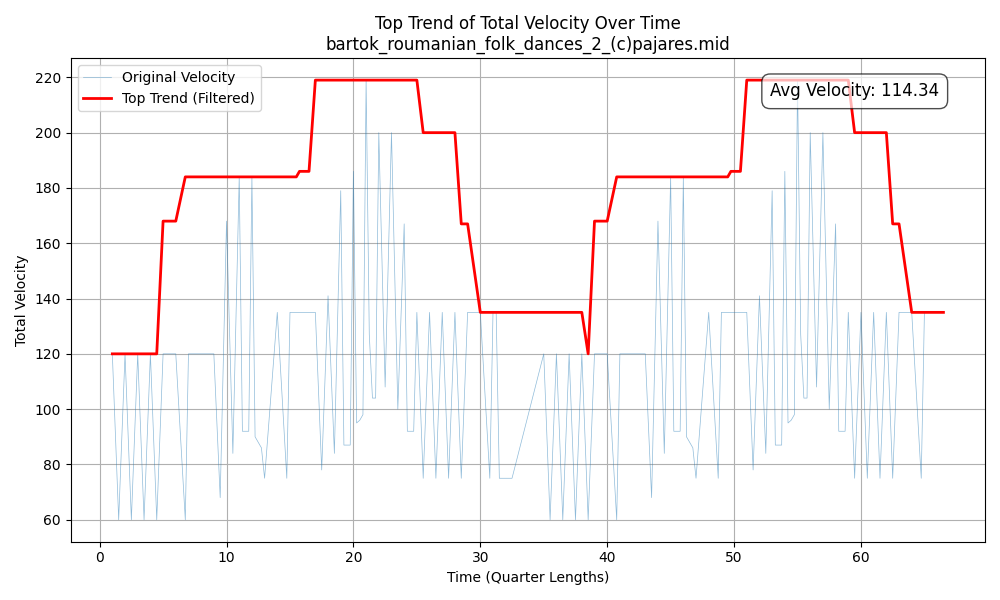 Top Trend of Total Velocity Over Time
bartok_roumanian_folk_dances_2_(c)pajares.mid
Original Velocity
Top Trend (Filtered)
Avg Velocity: 114.34
Total Velocity
220
200
180
160
140
120
100
80
60
0 10 20 30 40 50 60
Time (Quarter Lengths)